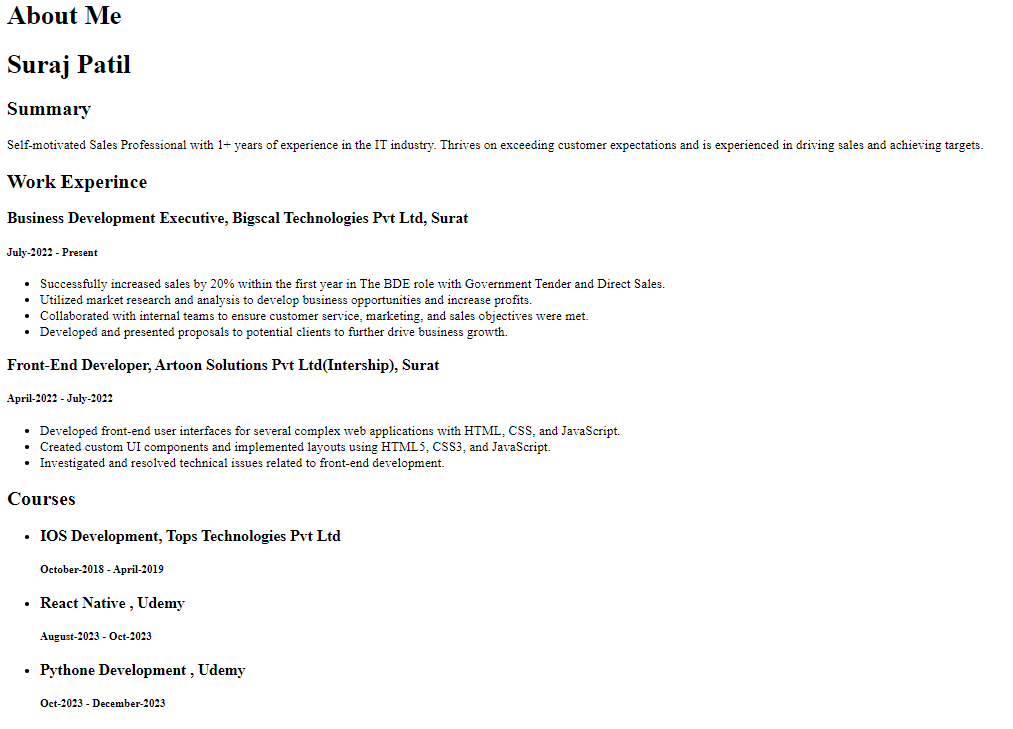 About Me
Suraj Patil
Summary
Self-motivated Sales Professional with 1+ years of experience in the IT industry. Thrives on exceeding customer expectations and is experienced in driving sales and achieving targets.
Work Experince
Business Development Executive, Bigscal Technologies Pvt Ltd, Surat
July-2022 - Present
• Successfully increased sales by 20% within the first year in The BDE role with Government Tender and Direct Sales.
• Utilized market research and analysis to develop business opportunities and increase profits.
• Collaborated with internal teams to ensure customer service, marketing, and sales objectives were met.
• Developed and presented proposals to potential clients to further drive business growth.
Front-End Developer, Artoon Solutions Pvt Ltd(Intership), Surat
April-2022 - July-2022
• Developed front-end user interfaces for several complex web applications with HTML, CSS, and JavaScript.
• Created custom UI components and implemented layouts using HTML5, CSS3, and JavaScript.
• Investigated and resolved technical issues related to front-end development.
Courses
• IOS Development, Tops Technologies Pvt Ltd
October-2018 - April-2019
• React Native , Udemy
August-2023 - Oct-2023
• Pythone Development , Udemy
Oct-2023 - December-2023